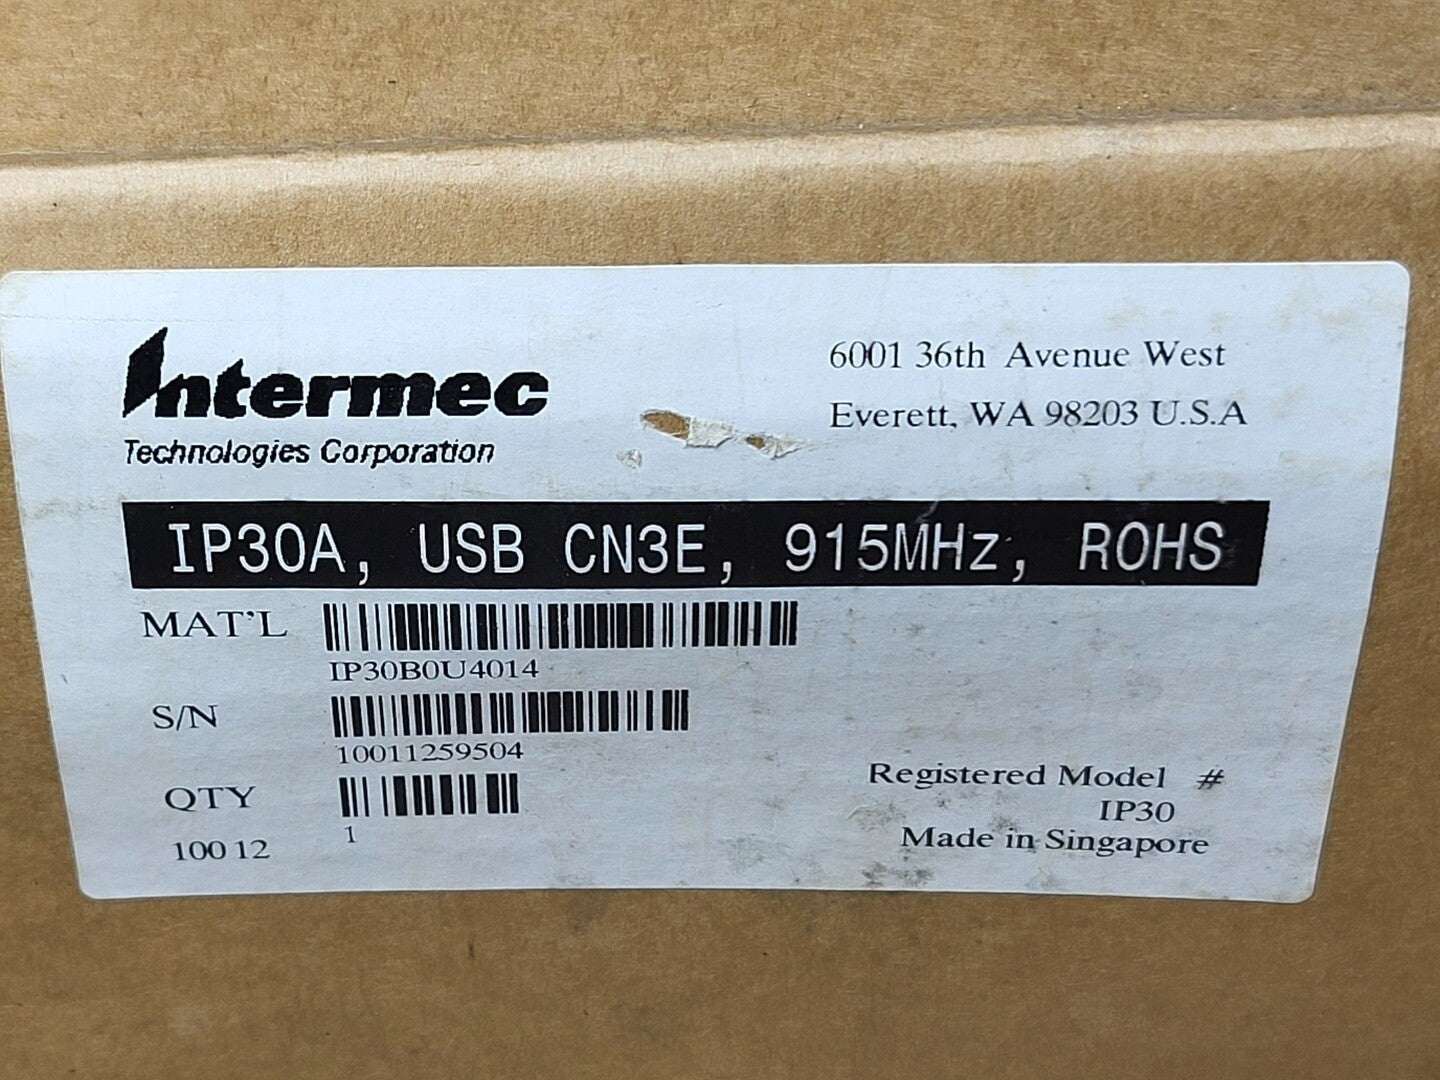 Intermec
Technologies Corporation
6001 36th Avenue West
Everett, WA 98203 U.S.A
IP30A, USB CN3E, 915MHz, ROHS
MAT'L
IP30B0U4014
S/N
10011259504
QTY
1
100 12
Registered Model #
IP30
Made in Singapore